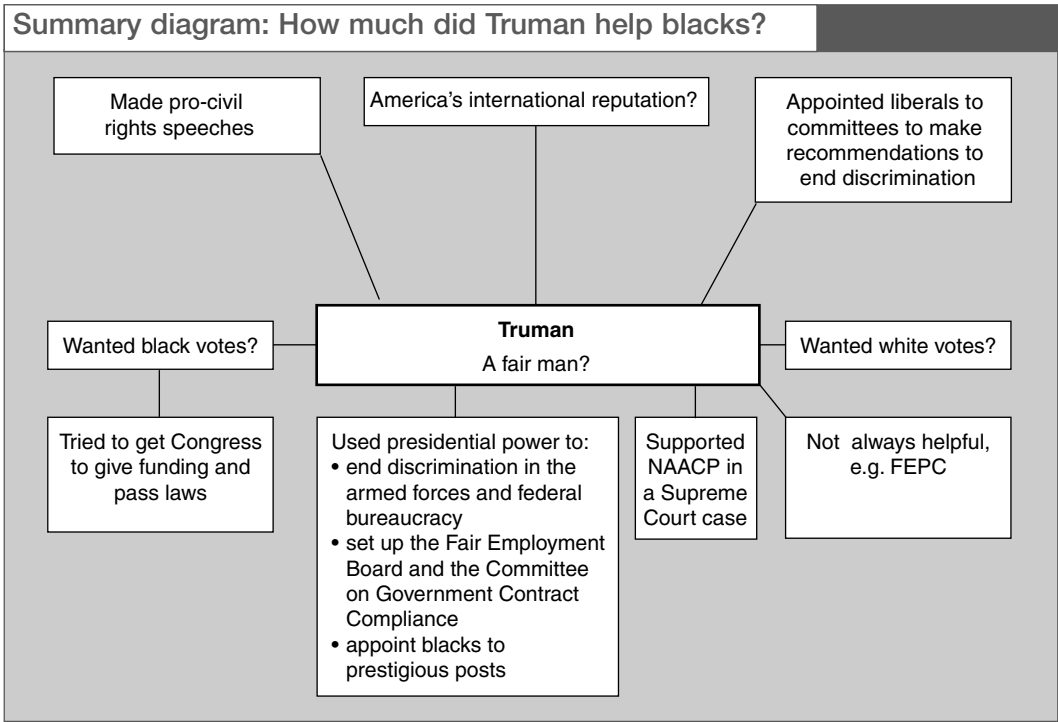 Summary diagram: How much did Truman help blacks?
Made pro-civil
rights speeches
America's international reputation?
Appointed liberals to
committees to make
recommendations to
end discrimination
Wanted black votes?
Truman
A fair man?
Wanted white votes?
Tried to get Congress
to give funding and
pass laws
Used presidential power to:
• end discrimination in the
armed forces and federal
bureaucracy
• set up the Fair Employment
Board and the Committee
on Government Contract
Compliance
• appoint blacks to
prestigious posts
Supported
NAACP in
a Supreme
Court case
Not always helpful,
e.g. FEPC